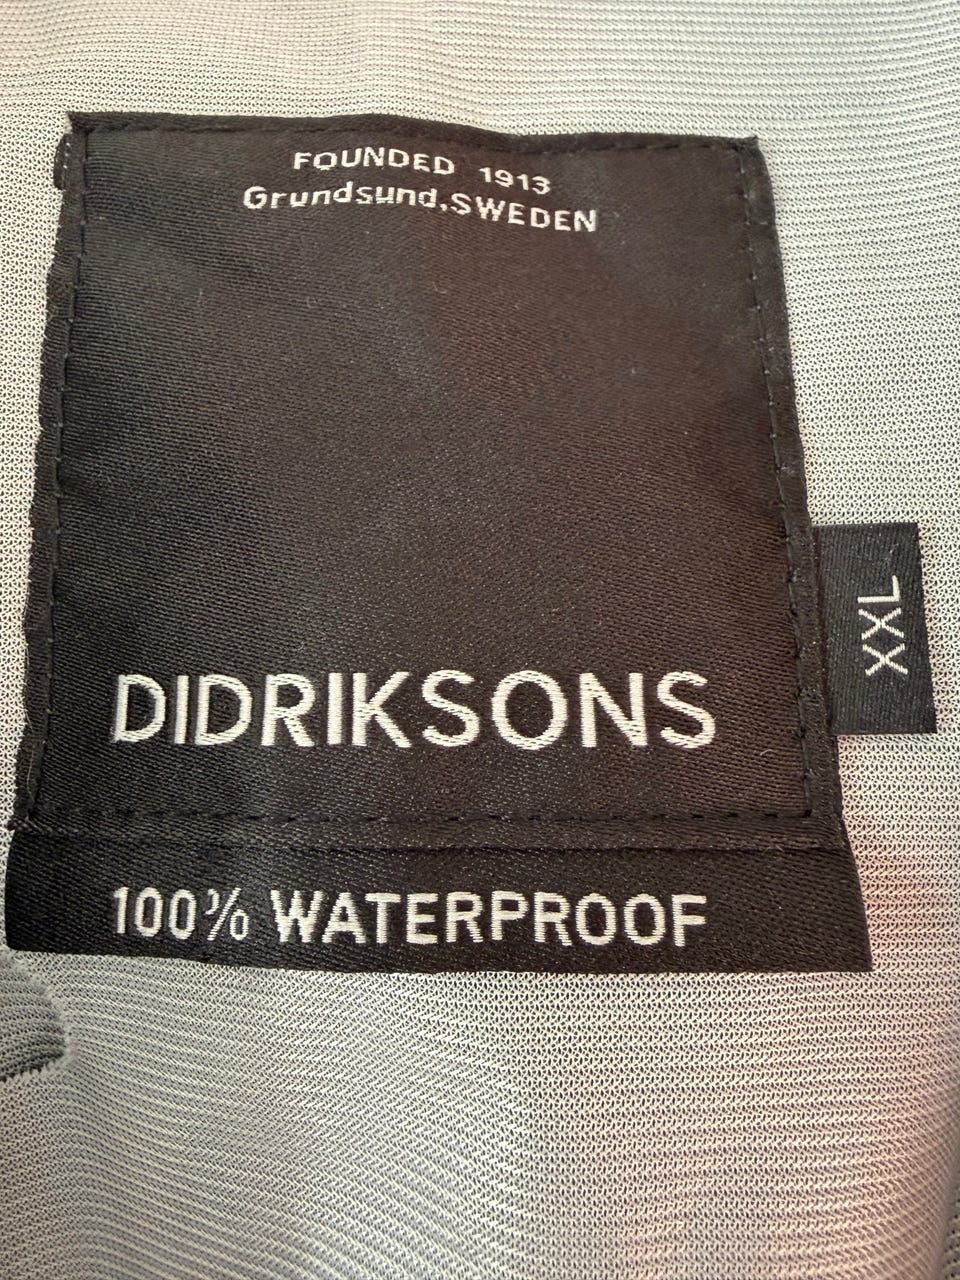 FOUNDED 1913
Grundsund,SWEDEN
DIDRIKSONS
XXL
100% WATERPROOF